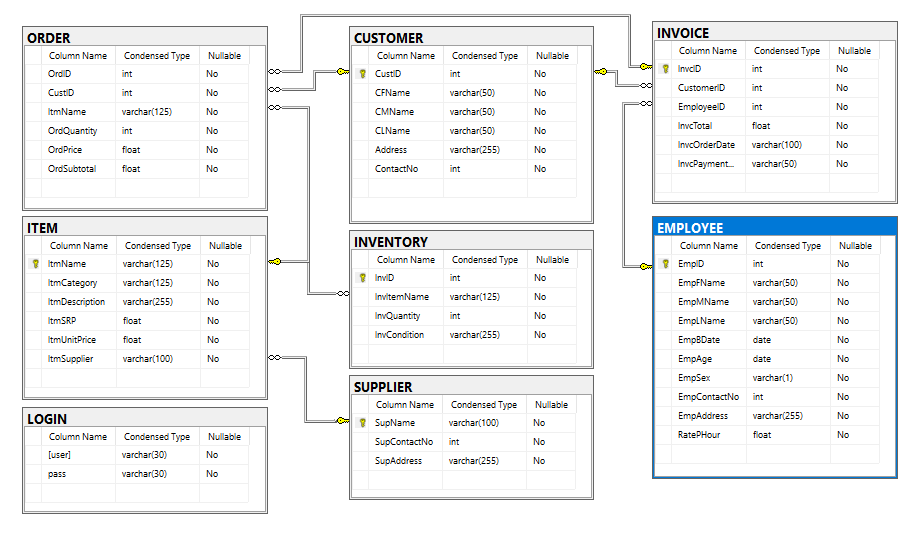 ORDER
Column Name Condensed Type Nullable
OrdID int No
CustID int No
ItmName varchar(125) No
OrdQuantity int No
OrdPrice float No
OrdSubtotal float No
CUSTOMER
Column Name Condensed Type Nullable
CustID int No
CFName varchar(50) No
CMName varchar(50) No
CLName varchar(50) No
Address varchar(255) No
ContactNo int No
INVOICE
Column Name Condensed Type Nullable
InvcID int No
CustomerID int No
EmployeeID int No
InvcTotal float No
InvcOrderDate varchar(100) No
InvcPayment... varchar(50) No
ITEM
Column Name Condensed Type Nullable
ItmName varchar(125) No
ItmCategory varchar(125) No
ItmDescription varchar(255) No
ItmSRP float No
ItmUnitPrice float No
ItmSupplier varchar(100) No
INVENTORY
Column Name Condensed Type Nullable
InvID int No
InvItemName varchar(125) No
InvQuantity int No
InvCondition varchar(255) No
EMPLOYEE
Column Name Condensed Type Nullable
EmpID int No
EmpFName varchar(50) No
EmpMName varchar(50) No
EmpLName varchar(50) No
EmpBDate date No
EmpAge date No
EmpSex varchar(1) No
EmpContactNo int No
EmpAddress varchar(255) No
RatePHour float No
LOGIN
Column Name Condensed Type Nullable
[user] varchar(30) No
pass varchar(30) No
SUPPLIER
Column Name Condensed Type Nullable
SupName varchar(100) No
SupContactNo int No
SupAddress varchar(255) No